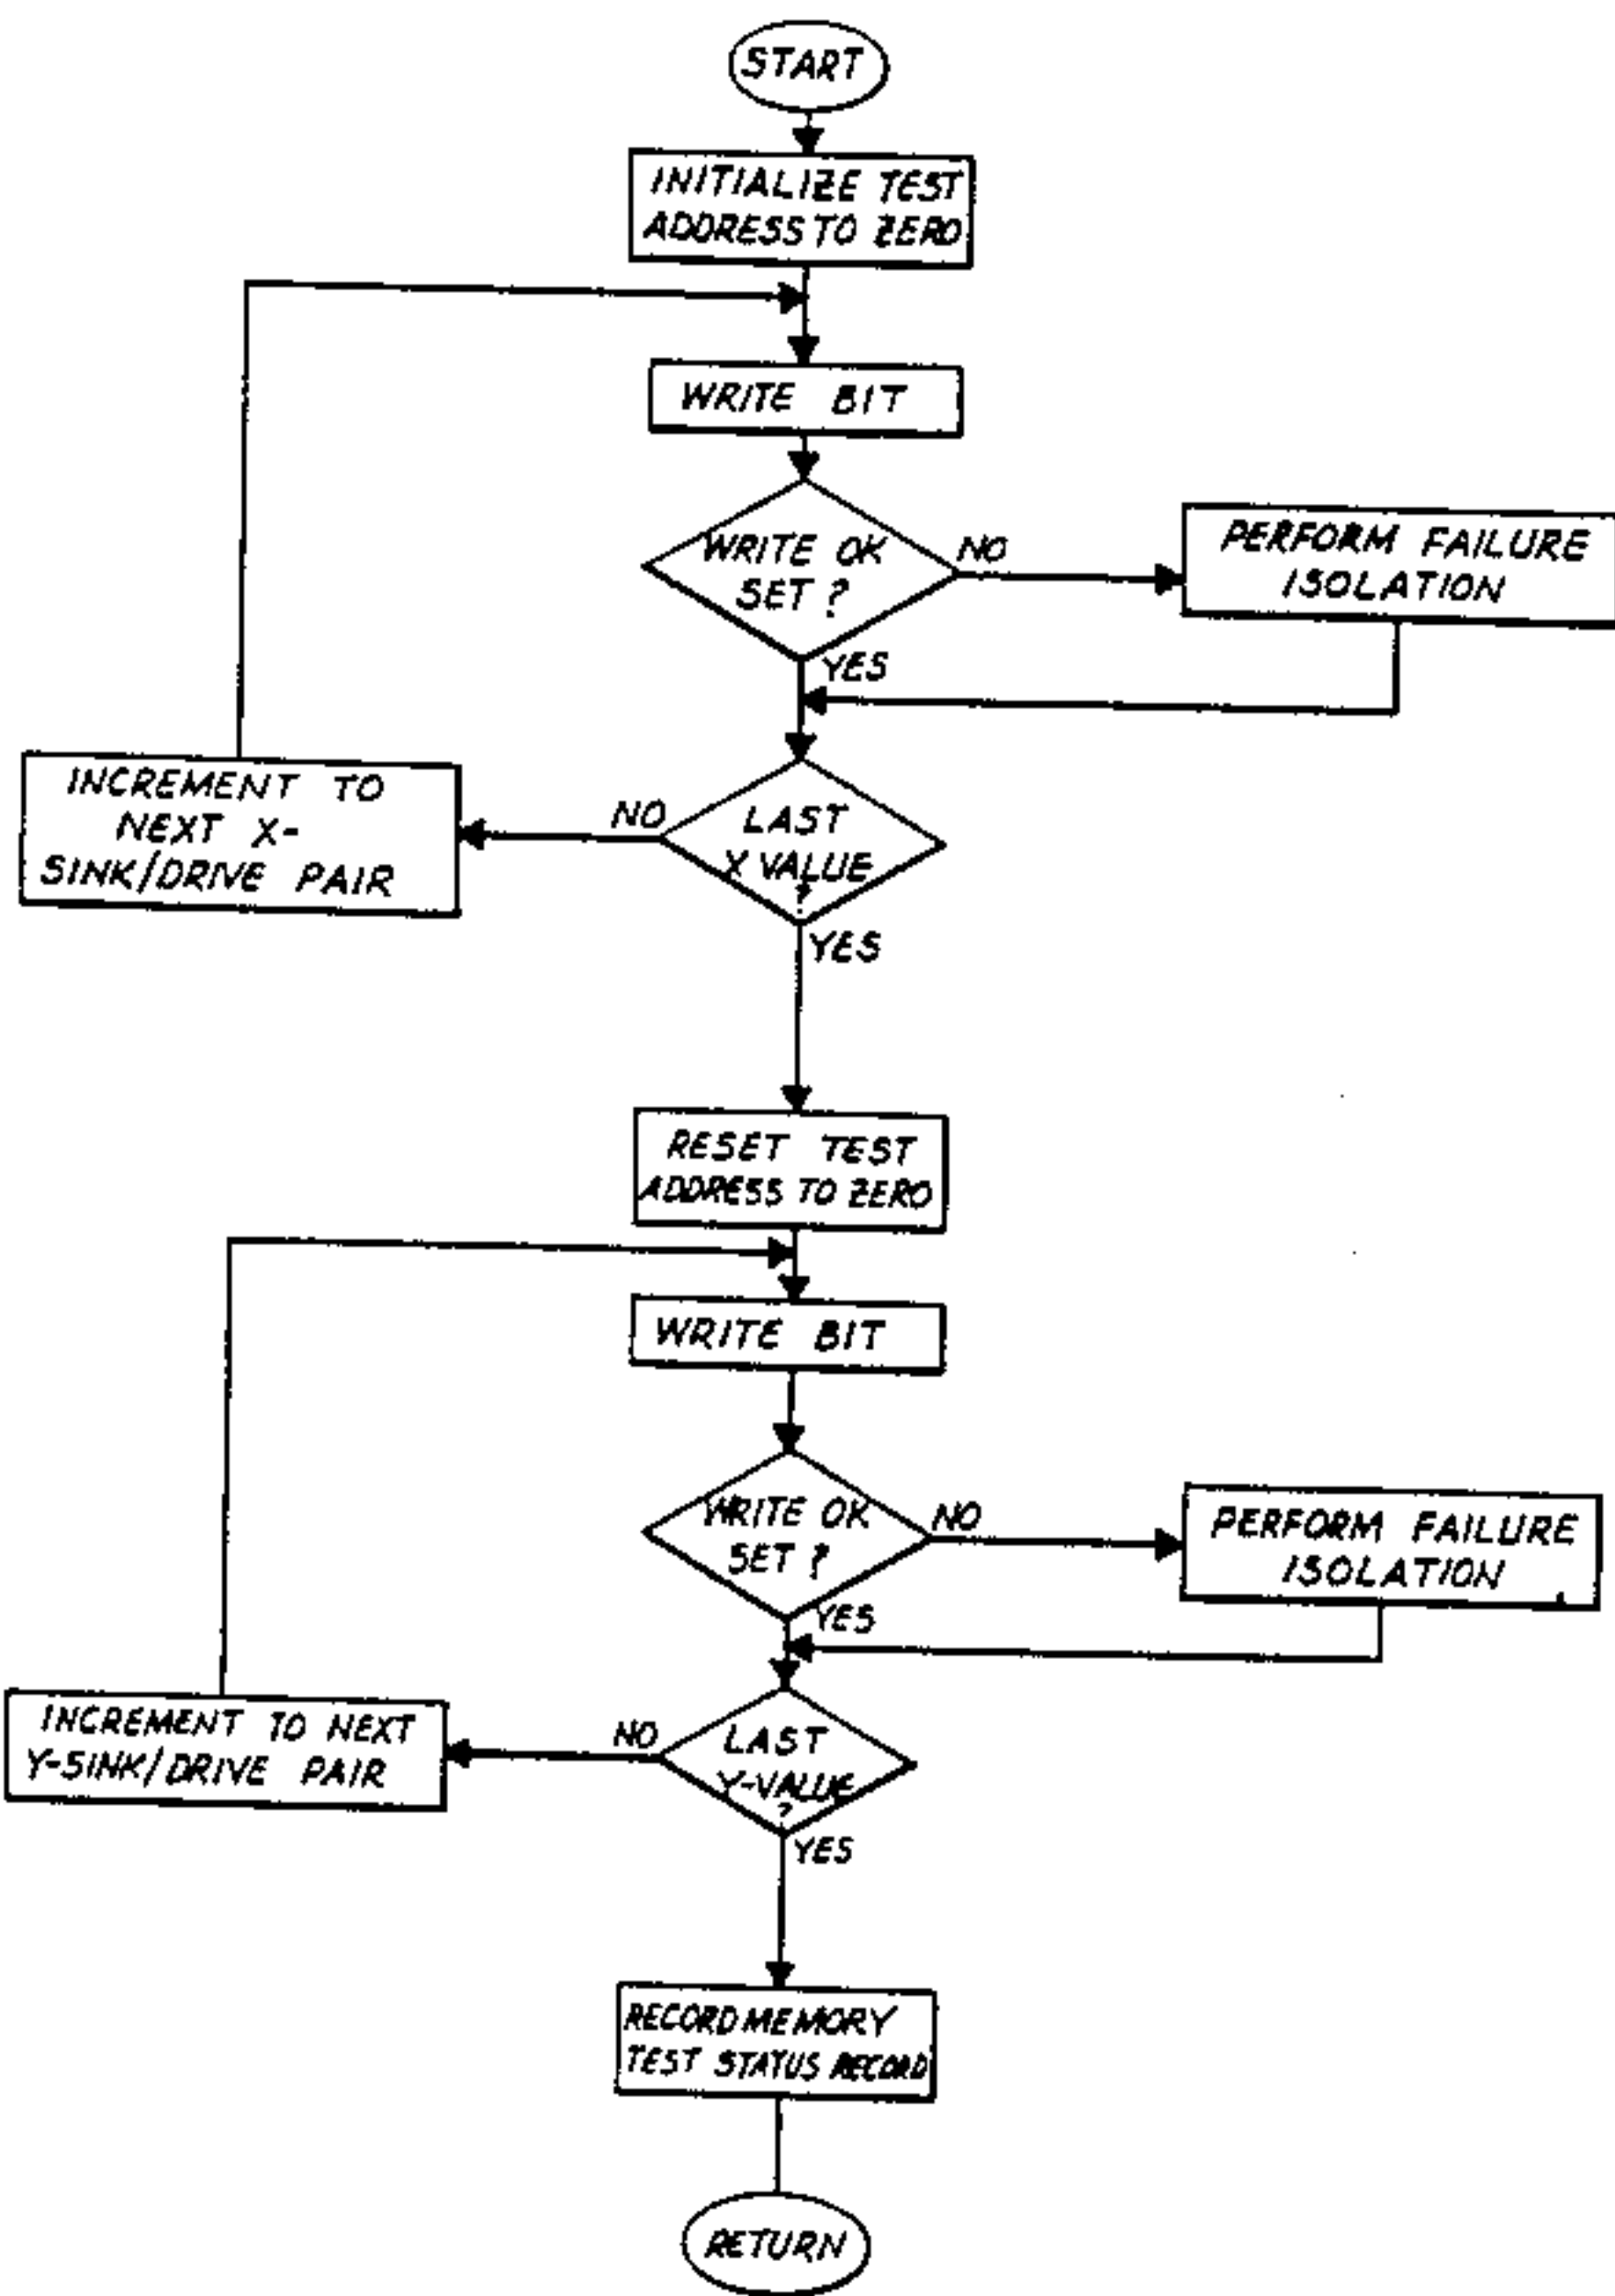 START
INITIALIZE TEST
ADDRESS TO ZERO
WRITE BIT
WRITE OK
SET ?
NO
PERFORM FAILURE
ISOLATION
YES
INCREMENT TO
NEXT X-
SINK/DRIVE PAIR
NO
LAST
X VALUE
?
YES
RESET TEST
ADDRESS TO ZERO
WRITE BIT
WRITE OK
SET ?
NO
PERFORM FAILURE
ISOLATION
YES
INCREMENT TO NEXT
Y-SINK/DRIVE PAIR
NO
LAST
Y-VALUE
?
YES
RECORD MEMORY
TEST STATUS RECORD
RETURN